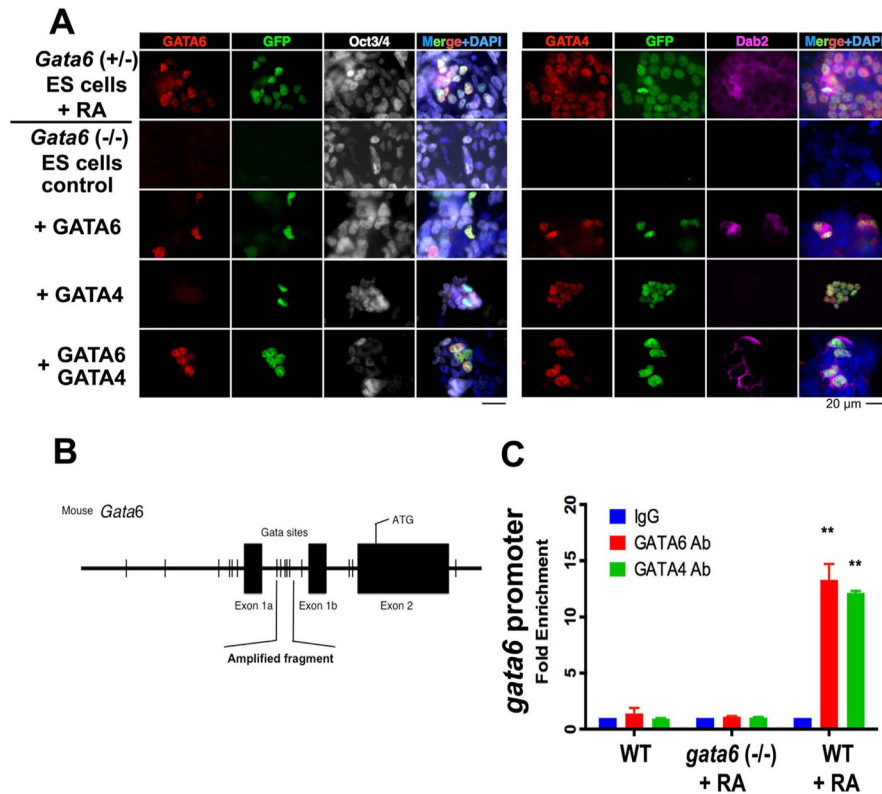 A
GATA6 GFP Oct3/4 Merge+DAPI
GATA4 GFP Dab2 Merge+DAPI
Gata6 (+/-)
ES cells
+ RA
Gata6 (-/-)
ES cells
control
+ GATA6
+ GATA4
+ GATA6
GATA4
20 µm
B
Mouse Gata6
Gata sites
ATG
Exon 1a
Exon 1b
Exon 2
Amplified fragment
C
gata6 promoter
Fold Enrichment
20
15
10
5
0
IgG
GATA6 Ab
GATA4 Ab
**
**
WT
gata6 (-/-)
+ RA
WT
+ RA